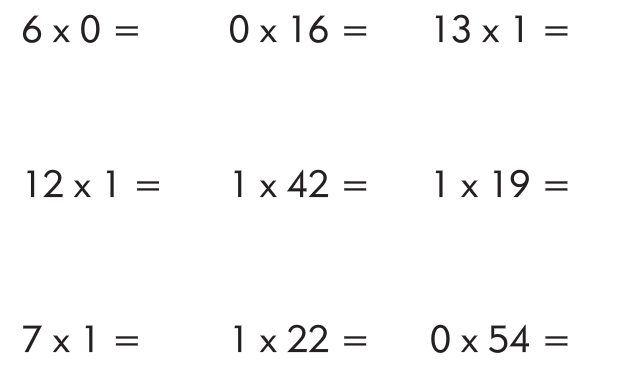 6 x 0 = 0 x 16 = 13 x 1 =
12 x 1 = 1 x 42 = 1 x 19 =
7 x 1 = 1 x 22 = 0 x 54 =